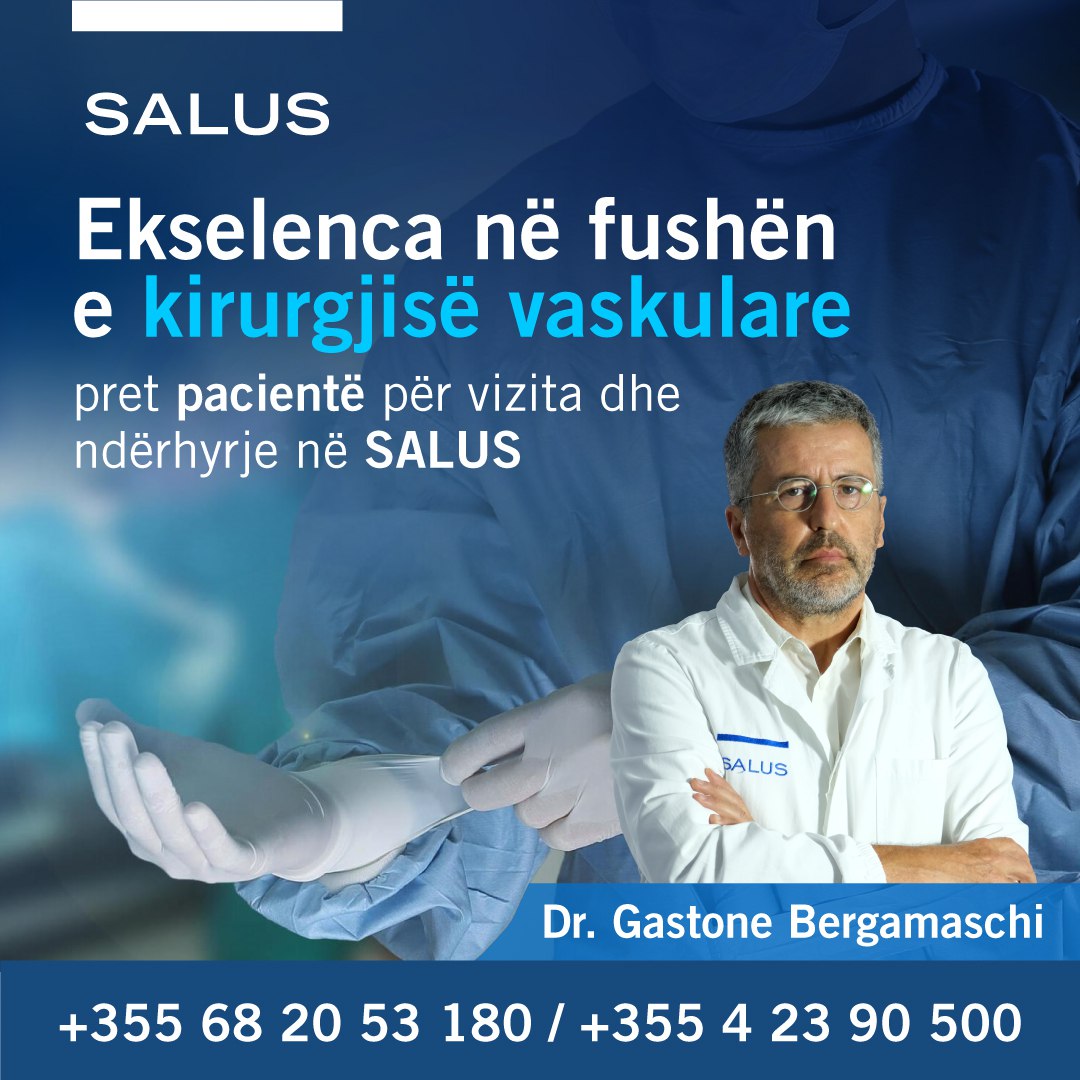 SALUS
Ekselenca në fushën
e kirurgjisë vaskulare
pret pacientë për vizita dhe
ndërhyrje në SALUS
SALUS
Dr. Gastone Bergamaschi
+355 68 20 53 180 / +355 4 23 90 500